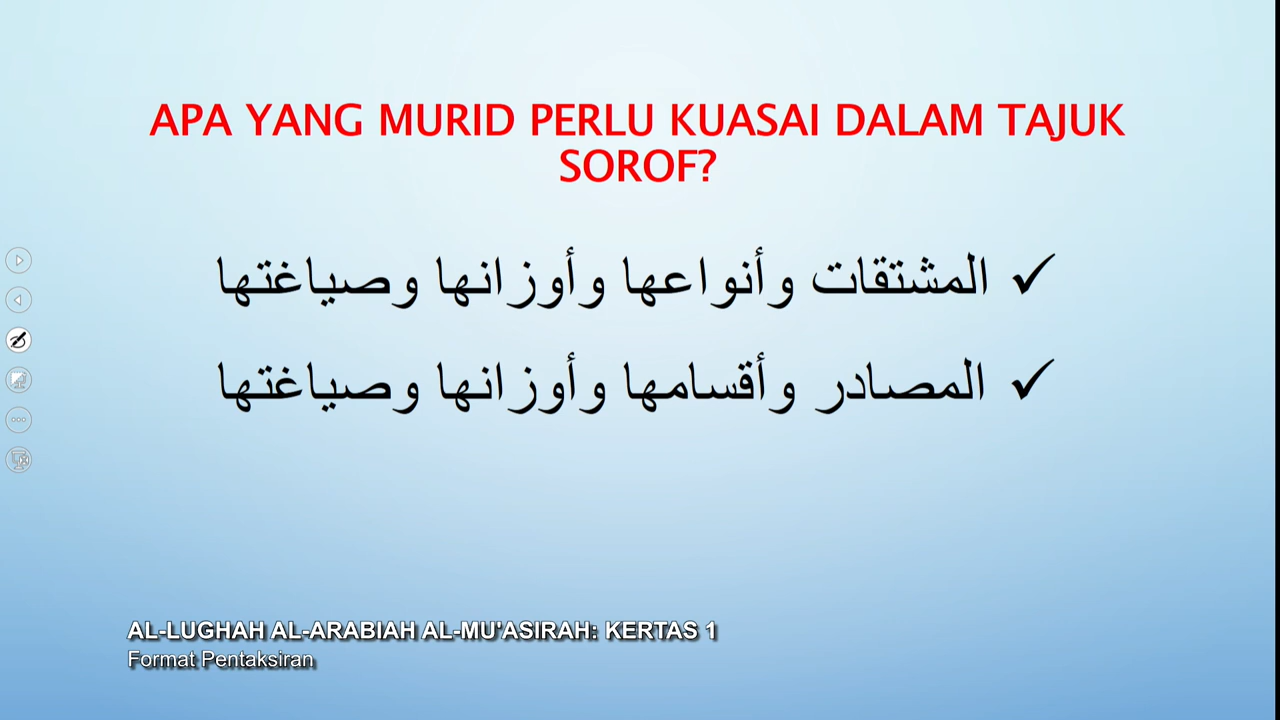 APA YANG MURID PERLU KUASAI DALAM TAJUK
SOROF?
✓ المشتقات وأنواعها وأوزانها وصياغتها
✓ المصادر وأقسامها وأوزانها وصياغتها
AL-LUGHAH AL-ARABIAH AL-MU'ASIRAH: KERTAS 1
Format Pentaksiran